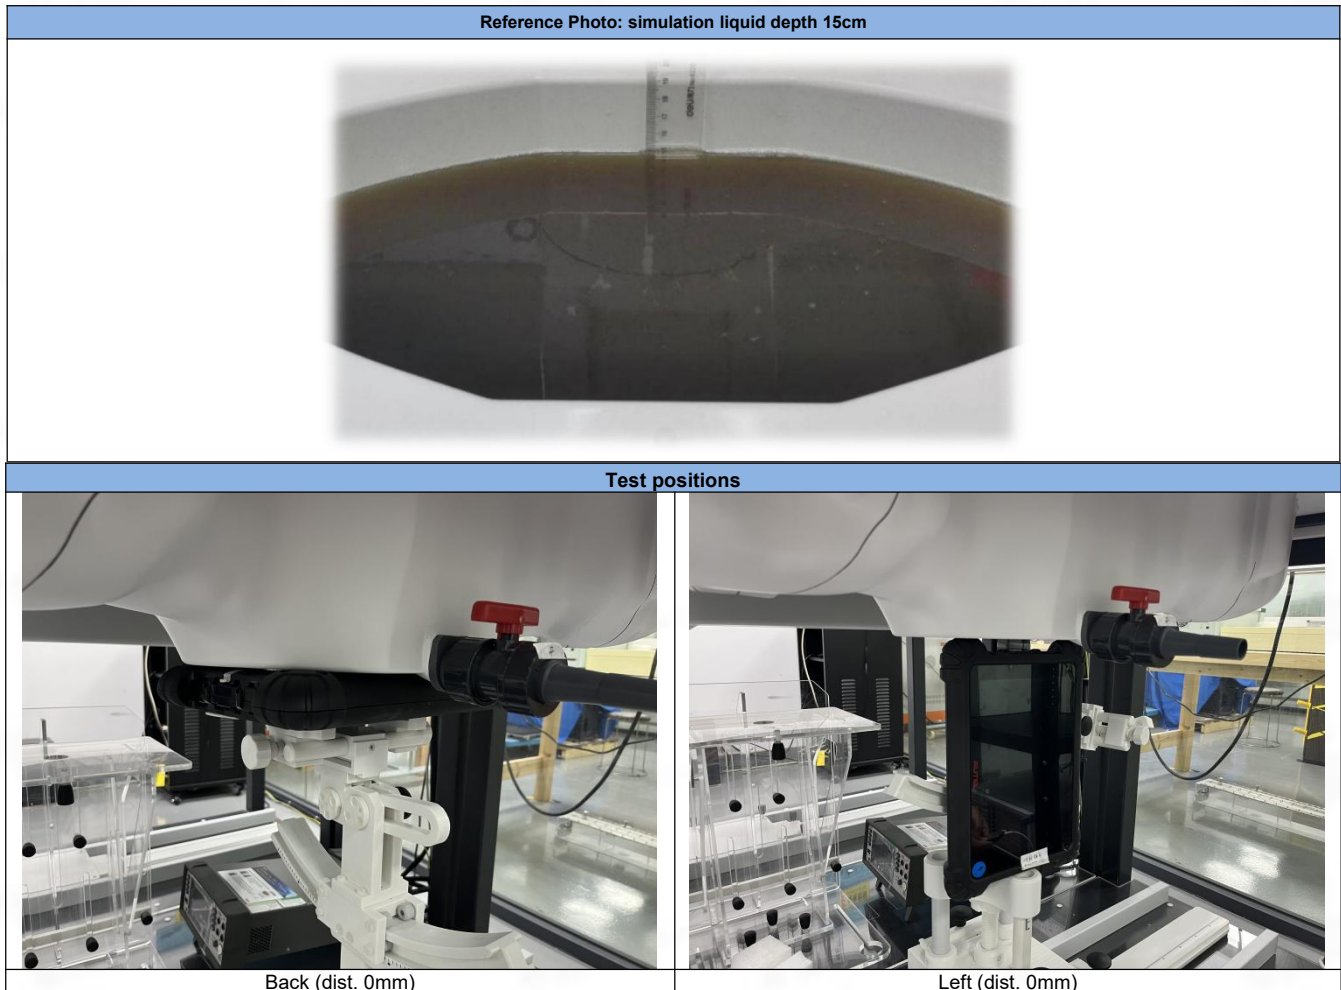 Reference Photo: simulation liquid depth 15cm
Test positions
Back (dist. 0mm)
Left (dist. 0mm)